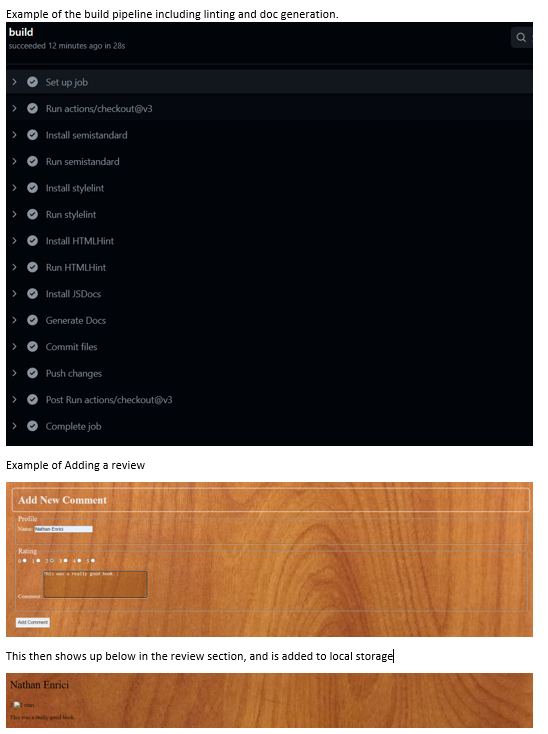 Example of the build pipeline including linting and doc generation.
build
succeeded 12 minutes ago in 28s
Set up job
Run actions/checkout@v3
Install semistandard
Run semistandard
Install stylelint
Run stylelint
Install HTMLHint
Run HTMLHint
Install JSDocs
Generate Docs
Commit files
Push changes
Post Run actions/checkout@v3
Complete job
Example of Adding a review
Add New Comment
Profile
Name: Nathan Enrici
Rating
0 1 2 3 4 5
This was a really good book.
Comment:
Add Comment
This then shows up below in the review section, and is added to local storage
Nathan Enrici
This was a really good book.